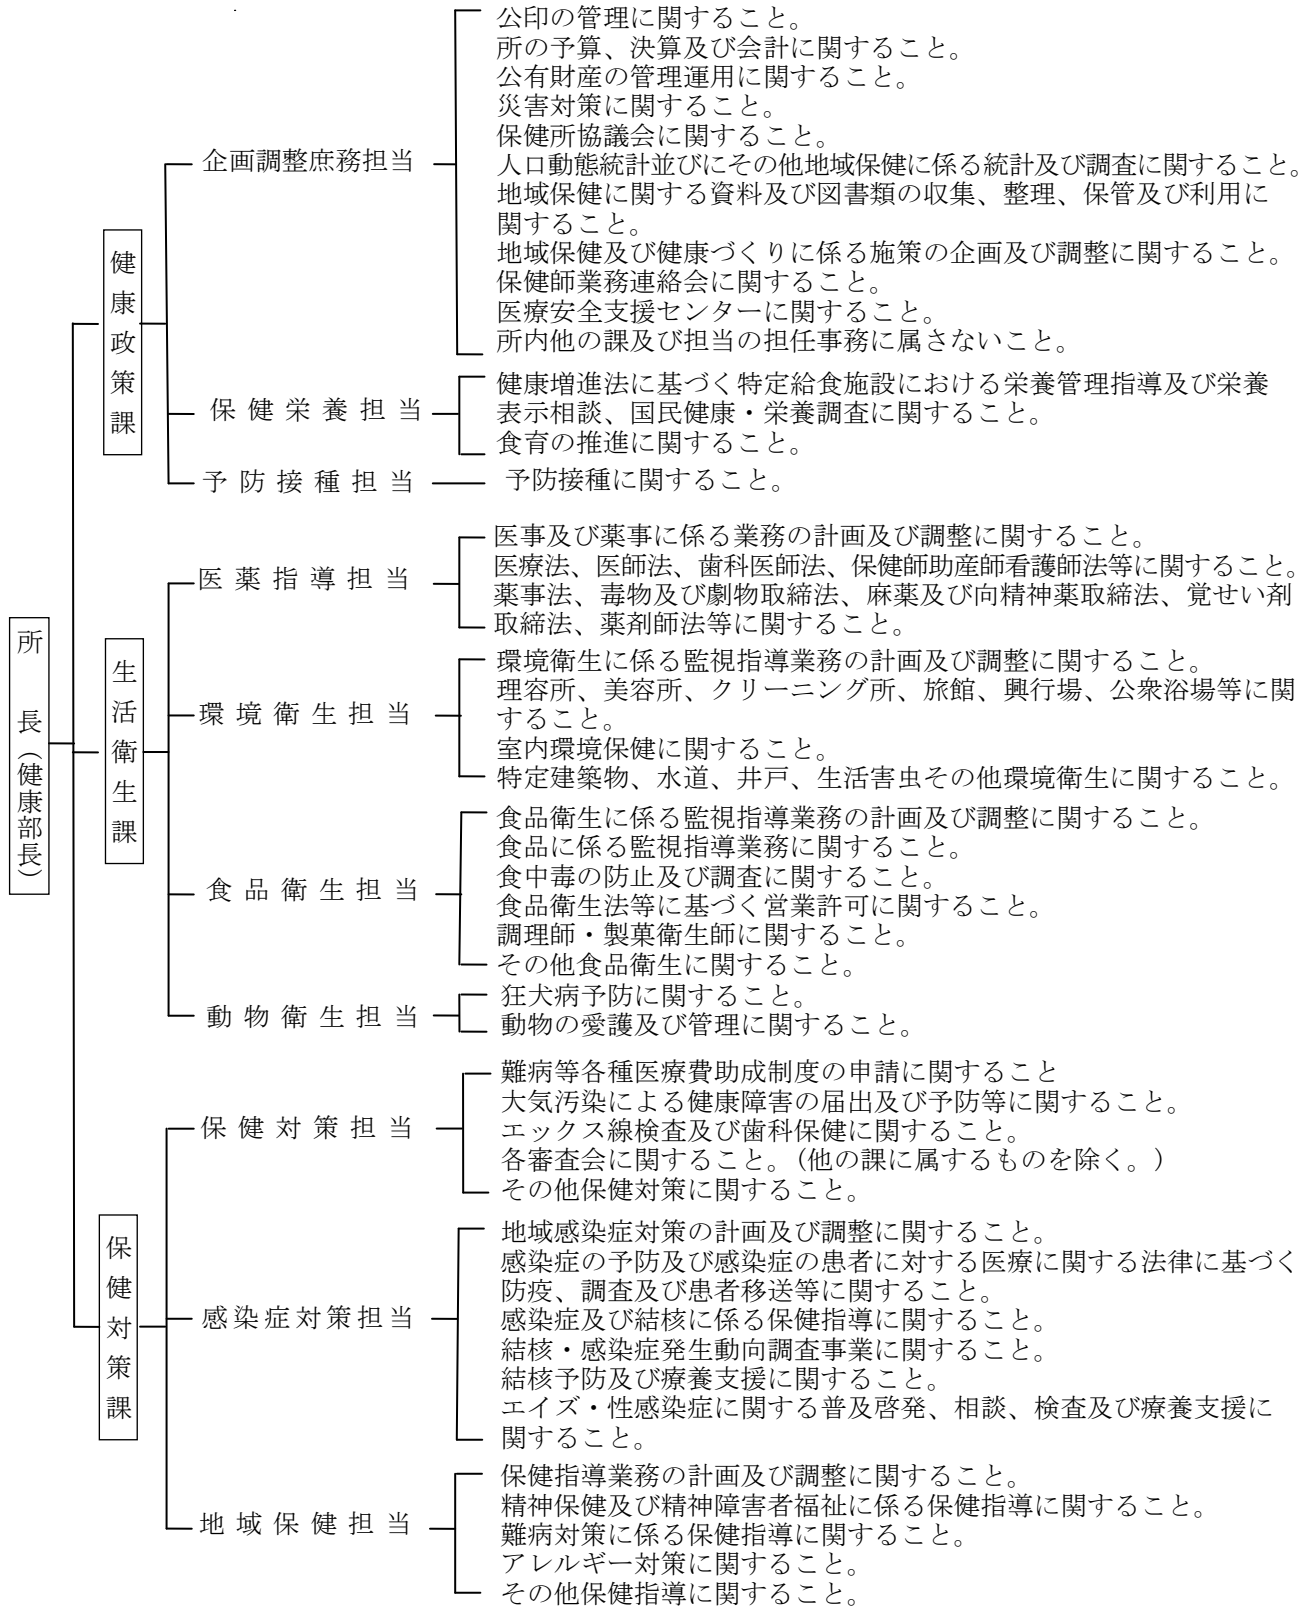 所長(健康部長)
健康政策課
企画調整庶務担当
公印の管理に関すること。
所の予算、決算及び会計に関すること。
公有財産の管理運用に関すること。
災害対策に関すること。
保健所協議会に関すること。
人口動態統計並びにその他地域保健に係る統計及び調査に関すること。
地域保健に関する資料及び図書類の収集、整理、保管及び利用に
関すること。
地域保健及び健康づくりに係る施策の企画及び調整に関すること。
保健師業務連絡会に関すること。
医療安全支援センターに関すること。
所内他の課及び担当の担任事務に属さないこと。
保健栄養担当
健康増進法に基づく特定給食施設における栄養管理指導及び栄養
表示相談、国民健康・栄養調査に関すること。
食育の推進に関すること。
予防接種担当
予防接種に関すること。
生活衛生課
医薬指導担当
医事及び薬事に係る業務の計画及び調整に関すること。
医療法、医師法、歯科医師法、保健師助産師看護師法等に関すること。
薬事法、毒物及び劇物取締法、麻薬及び向精神薬取締法、覚せい剤
取締法、薬剤師法等に関すること。
環境衛生担当
環境衛生に係る監視指導業務の計画及び調整に関すること。
理容所、美容所、クリーニング所、旅館、興行場、公衆浴場等に関
すること。
室内環境保健に関すること。
特定建築物、水道、井戸、生活害虫その他環境衛生に関すること。
食品衛生担当
食品衛生に係る監視指導業務の計画及び調整に関すること。
食品に係る監視指導業務に関すること。
食中毒の防止及び調査に関すること。
食品衛生法等に基づく営業許可に関すること。
調理師・製菓衛生師に関すること。
その他食品衛生に関すること。
動物衛生担当
狂犬病予防に関すること。
動物の愛護及び管理に関すること。
保健対策課
保健対策担当
難病等各種医療費助成制度の申請に関すること
大気汚染による健康障害の届出及び予防等に関すること。
エックス線検査及び歯科保健に関すること。
各審査会に関すること。(他の課に属するものを除く。)
その他保健対策に関すること。
感染症対策担当
地域感染症対策の計画及び調整に関すること。
感染症の予防及び感染症の患者に対する医療に関する法律に基づく
防疫、調査及び患者移送等に関すること。
感染症及び結核に係る保健指導に関すること。
結核・感染症発生動向調査事業に関すること。
結核予防及び療養支援に関すること。
エイズ・性感染症に関する普及啓発、相談、検査及び療養支援に
関すること。
地域保健担当
保健指導業務の計画及び調整に関すること。
精神保健及び精神障害者福祉に係る保健指導に関すること。
難病対策に係る保健指導に関すること。
アレルギー対策に関すること。
その他保健指導に関すること。